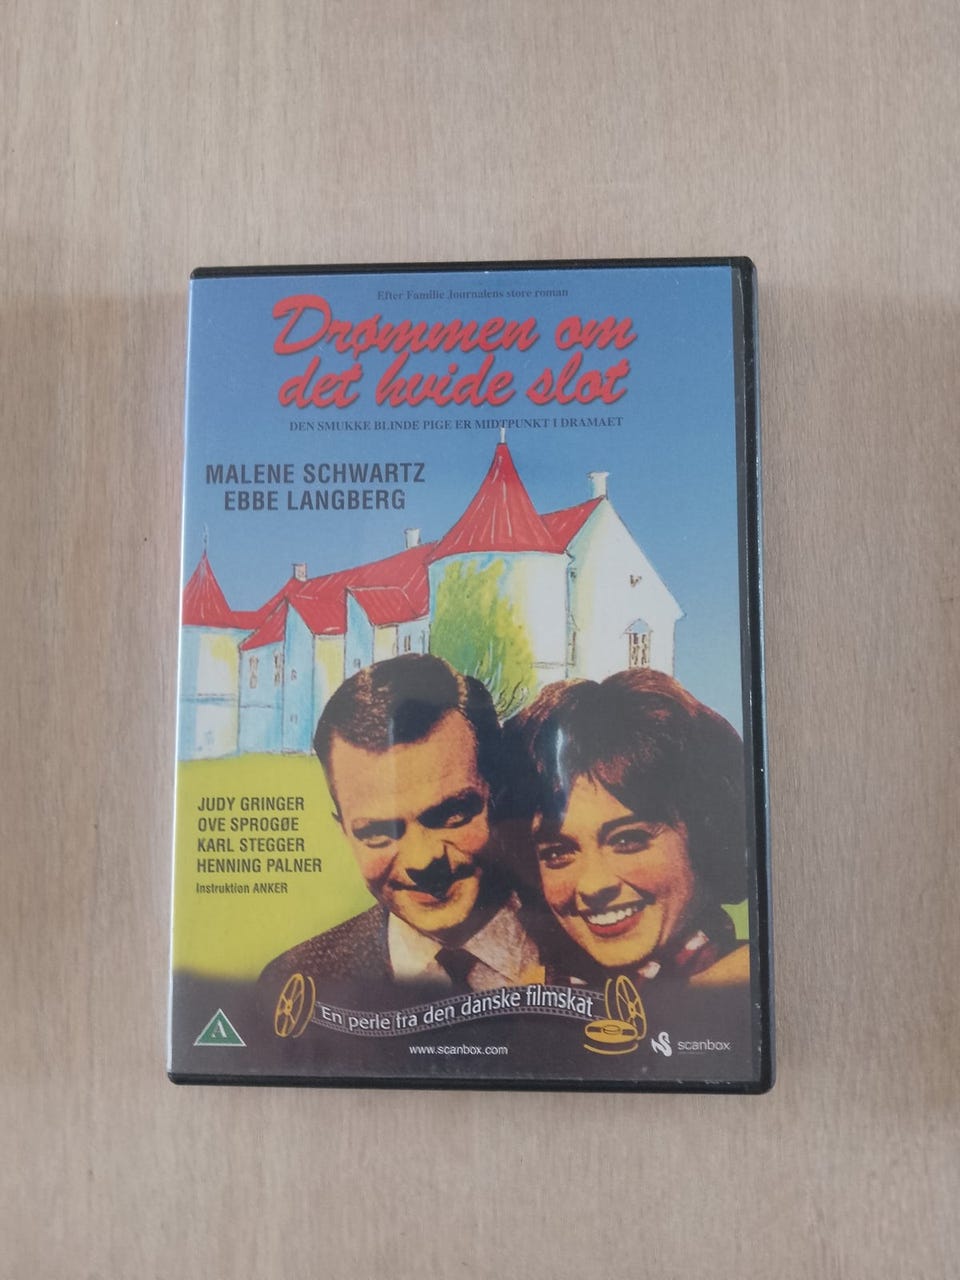 Efter Familie Journalens store roman
Drømmen om
det hvide slot
DEN SMUKKE BLINDE PIGE ER MIDTPUNKT I DRAMAET
MALENE SCHWARTZ
EBBE LANGBERG
JUDY GRINGER
OVE SPROGØE
KARL STEGGER
HENNING PALNER
Instruktion ANKER
En perle fra den danske filmskat
A
www.scanbox.com
scanbox